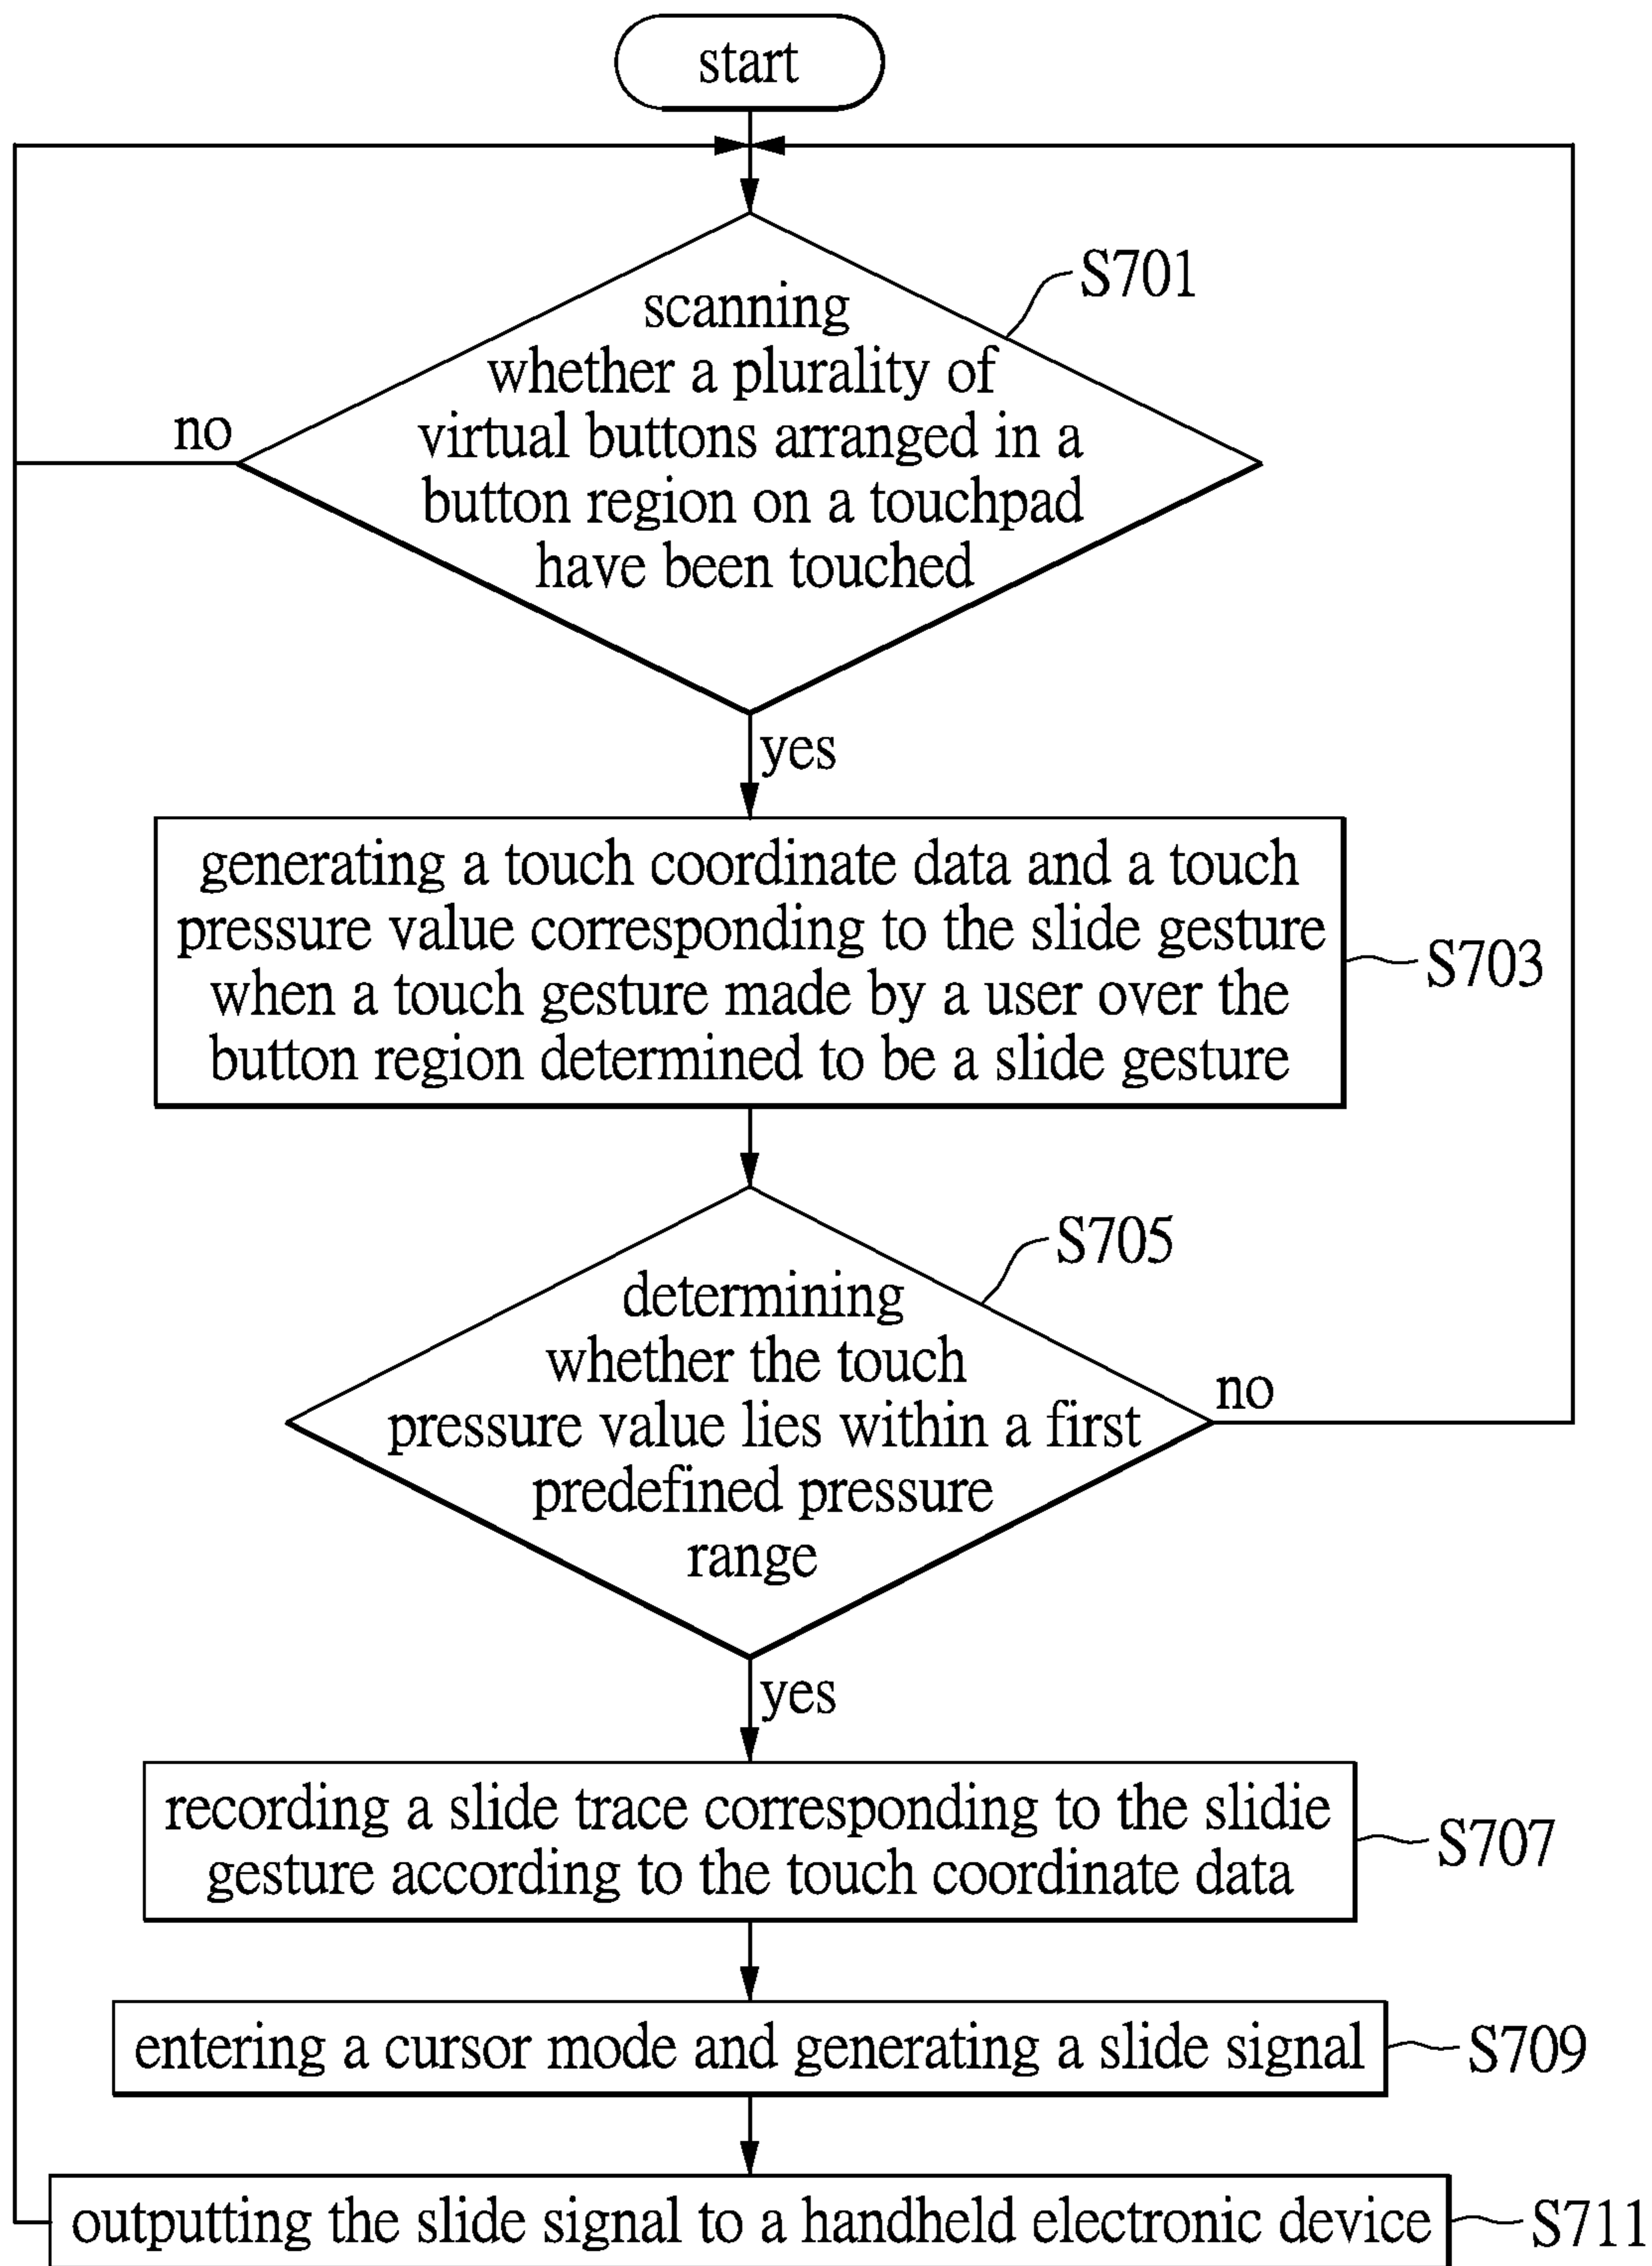 start
S701
scanning
whether a plurality of
virtual buttons arranged in a
button region on a touchpad
have been touched
no
yes
generating a touch coordinate data and a touch
pressure value corresponding to the slide gesture
when a touch gesture made by a user over the
button region determined to be a slide gesture
S703
S705
determining
whether the touch
pressure value lies within a first
predefined pressure
range
no
yes
recording a slide trace corresponding to the slidie
gesture according to the touch coordinate data
S707
entering a cursor mode and generating a slide signal
S709
outputting the slide signal to a handheld electronic device
S711